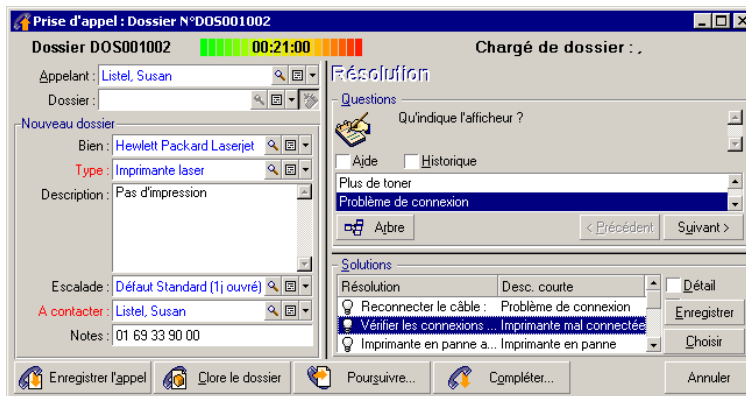 Prise d'appel : Dossier N°DOS001002
Dossier DOS001002
00:21:00
Chargé de dossier : ,
Appelant : Listel, Susan
Dossier :
Nouveau dossier
Bien : Hewlett Packard Laserjet
Type : Imprimante laser
Description : Pas d'impression
Escalade : Défaut Standard (1j ouvré)
A contacter : Listel, Susan
Notes : 01 69 33 90 00
Résolution
Questions
Qu'indique l'afficheur ?
Aide Historique
Plus de toner
Problème de connexion
Arbre < Précédent Suivant >
Solutions
Résolution Desc. courte
Reconnecter le câble : Problème de connexion
Vérifier les connexions ... Imprimante mal connectée
Imprimante en panne a... Imprimante en panne
Détail
Enregistrer
Choisir
Enregistrer l'appel Clore le dossier Poursuivre... Compléter... Annuler